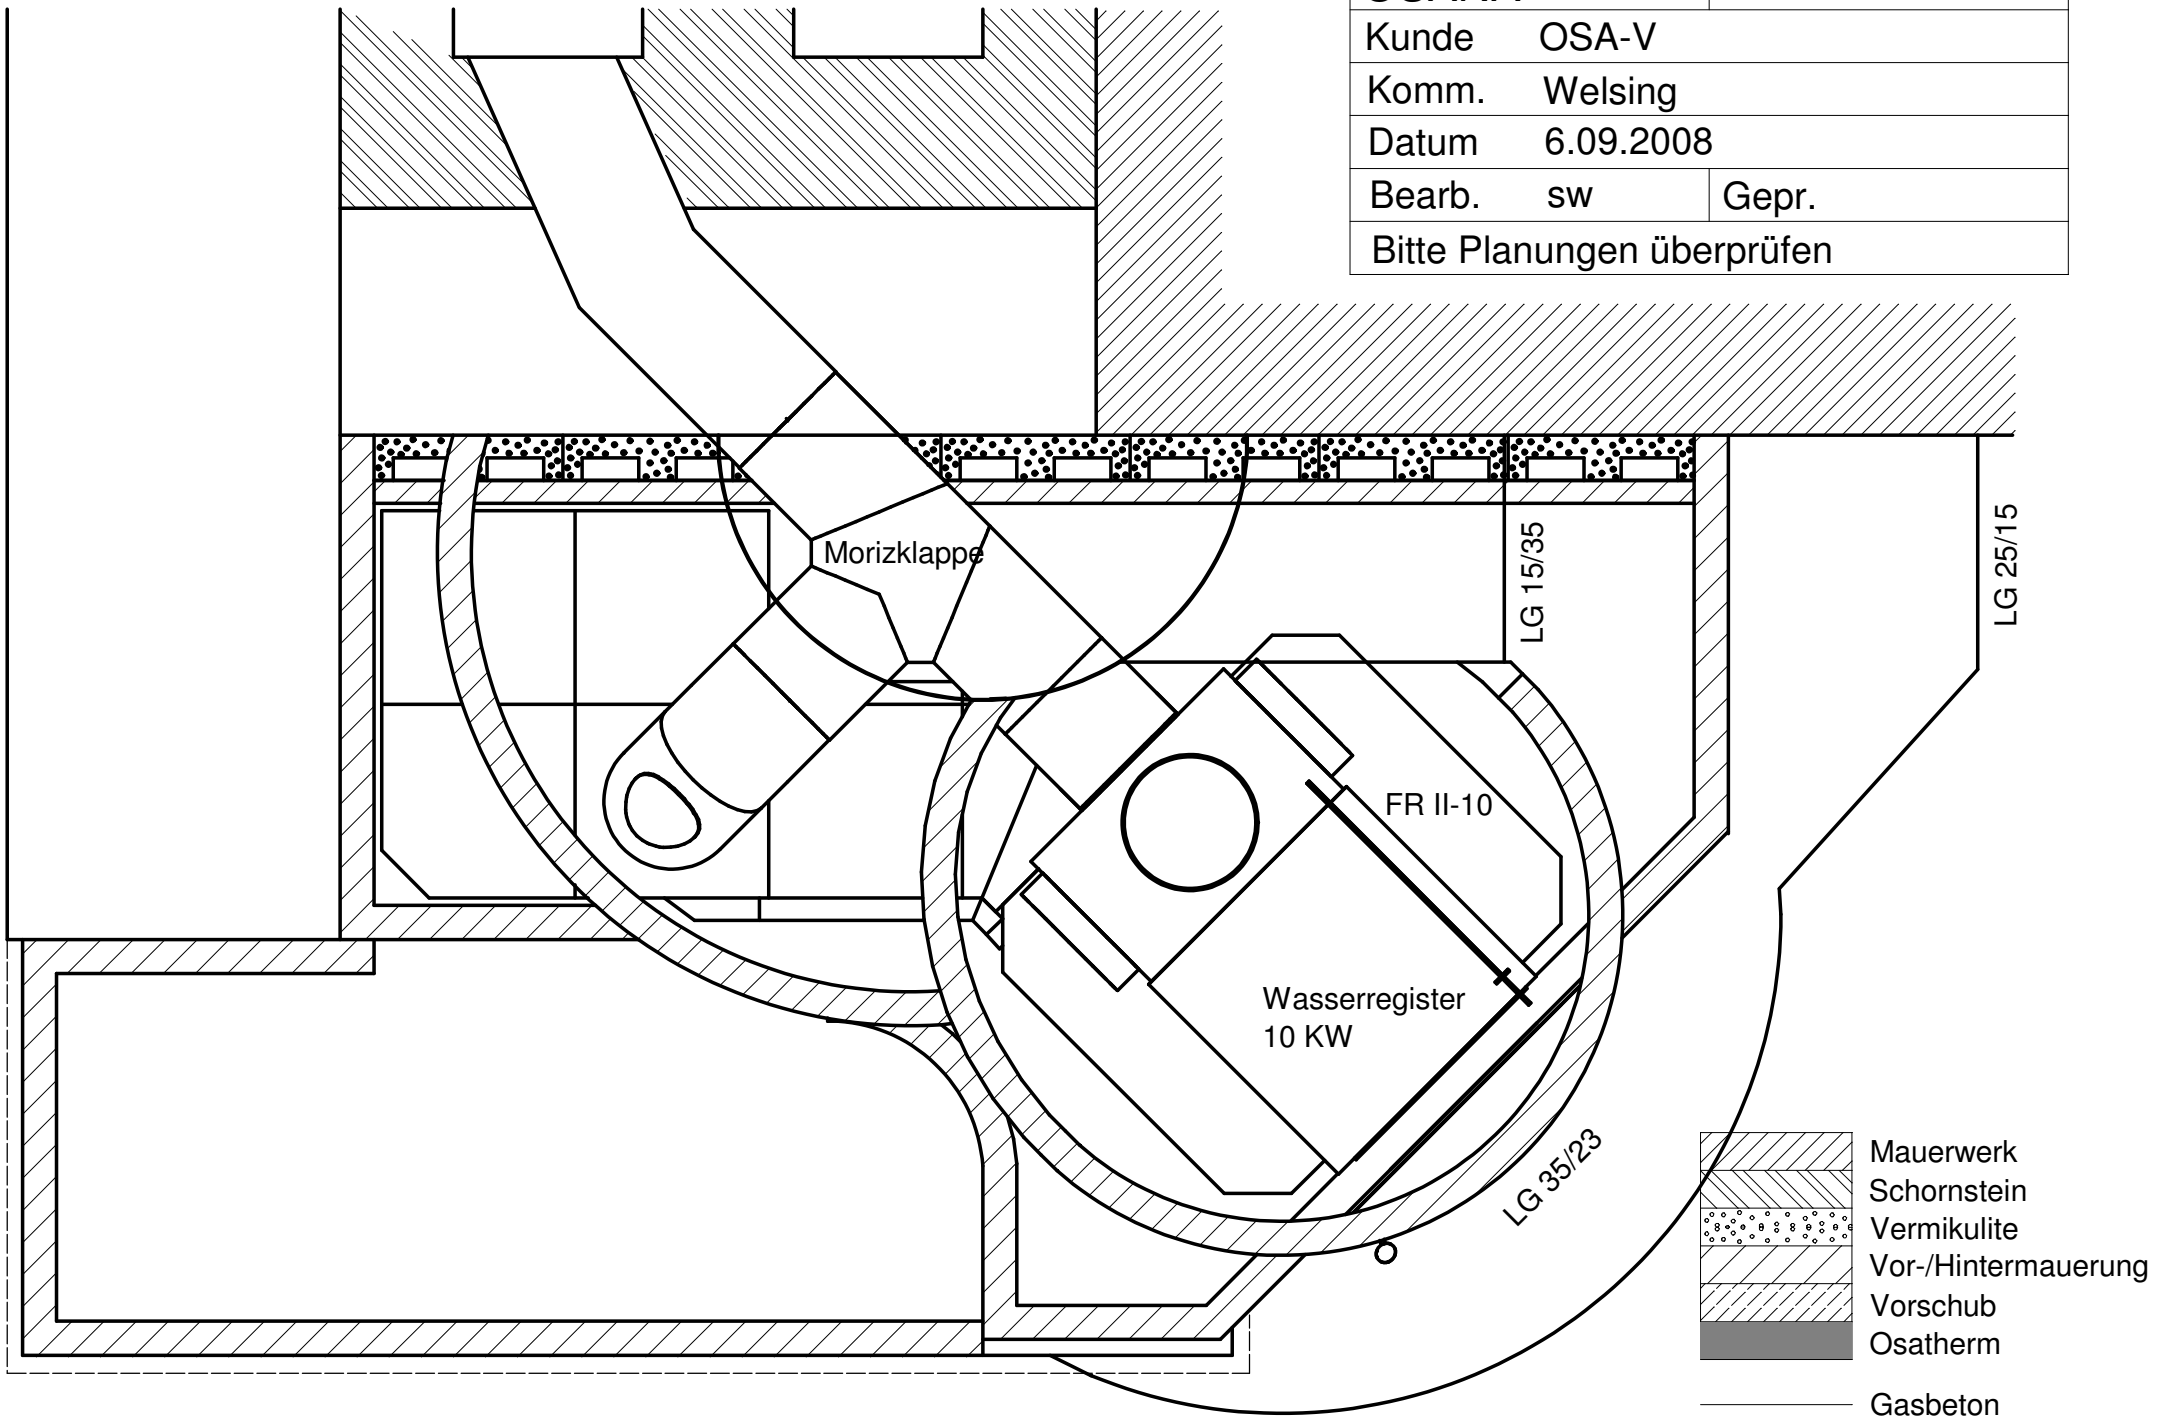 Kunde OSA-V
Komm. Welsing
Datum 6.09.2008
Bearb. sw Gepr.
Bitte Planungen überprüfen
Morizklappe
LG 15/35
LG 25/15
FR II-10
Wasserregister
10 KW
LG 35/23
Mauerwerk
Schornstein
Vermikulite
Vor-/Hintermauerung
Vorschub
Osatherm
Gasbeton